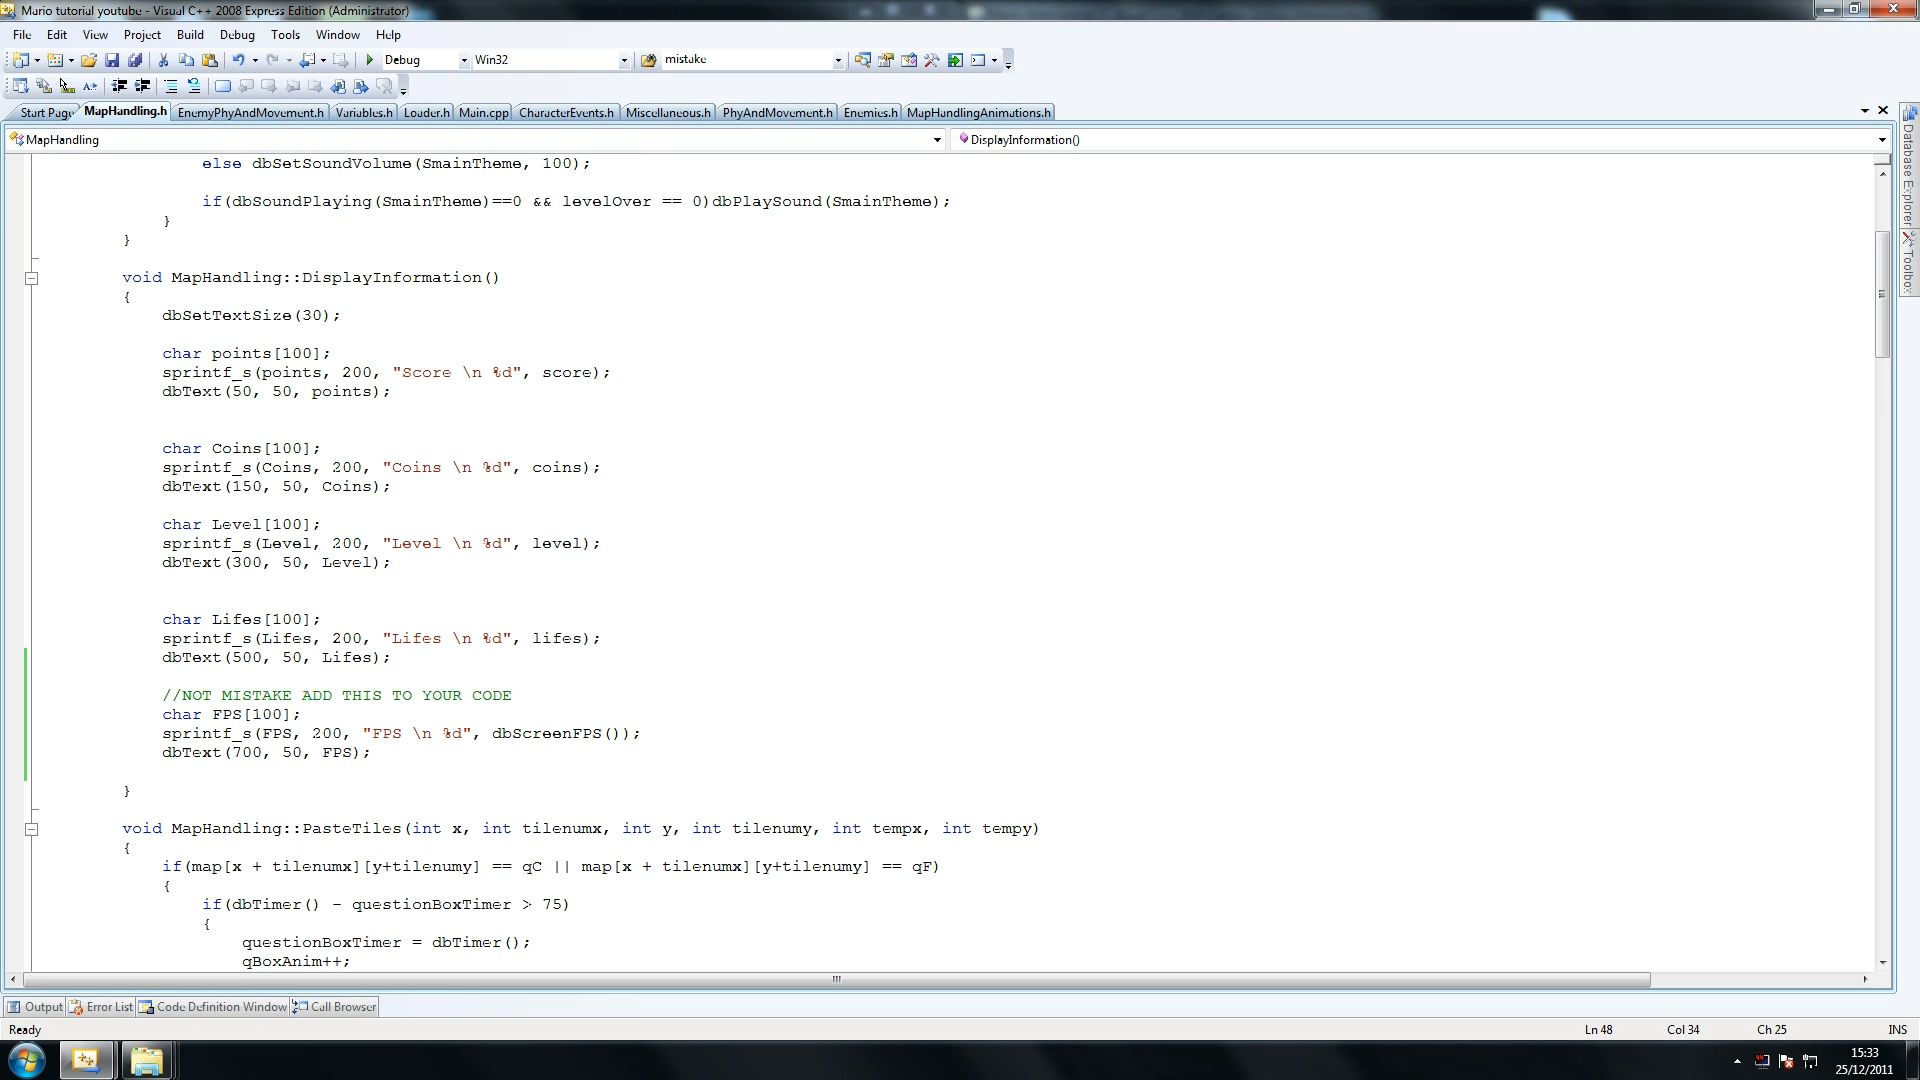 Mario tutorial youtube - Visual C++ 2008 Express Edition (Administrator)
File Edit View Project Build Debug Tools Window Help
Debug Win32 mistake
Start Page MapHandling.h EnemyPhyAndMovement.h Variables.h Loader.h Main.cpp CharacterEvents.h Miscellaneous.h PhyAndMovement.h Enemies.h MapHandlingAnimations.h
MapHandling DisplayInformation()
else dbSetSoundVolume(SmainTheme, 100);
if(dbSoundPlaying(SmainTheme)==0 && levelOver == 0)dbPlaySound(SmainTheme);
}
}
void MapHandling::DisplayInformation()
{
dbSetTextSize(30);
char points[100];
sprintf_s(points, 200, "Score \n %d", score);
dbText(50, 50, points);
char Coins[100];
sprintf_s(Coins, 200, "Coins \n %d", coins);
dbText(150, 50, Coins);
char Level[100];
sprintf_s(Level, 200, "Level \n %d", level);
dbText(300, 50, Level);
char Lifes[100];
sprintf_s(Lifes, 200, "Lifes \n %d", lifes);
dbText(500, 50, Lifes);
//NOT MISTAKE ADD THIS TO YOUR CODE
char FPS[100];
sprintf_s(FPS, 200, "FPS \n %d", dbScreenFPS());
dbText(700, 50, FPS);
}
void MapHandling::PasteTiles(int x, int tilenumx, int y, int tilenumy, int tempx, int tempy)
{
if(map[x + tilenumx][y+tilenumy] == qC || map[x + tilenumx][y+tilenumy] == qF)
{
if(dbTimer() - questionBoxTimer > 75)
{
questionBoxTimer = dbTimer();
qBoxAnim++;
Database Explorer
Toolbox
Output Error List Code Definition Window Call Browser
Ready Ln 48 Col 34 Ch 25 INS
15:33
25/12/2011